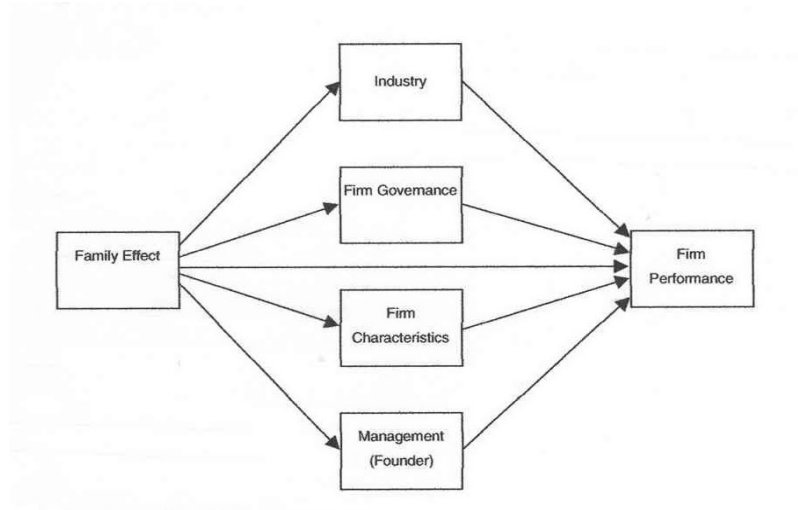 Industry
Firm Governance
Family Effect
Firm
Performance
Firm
Characteristics
Management
(Founder)